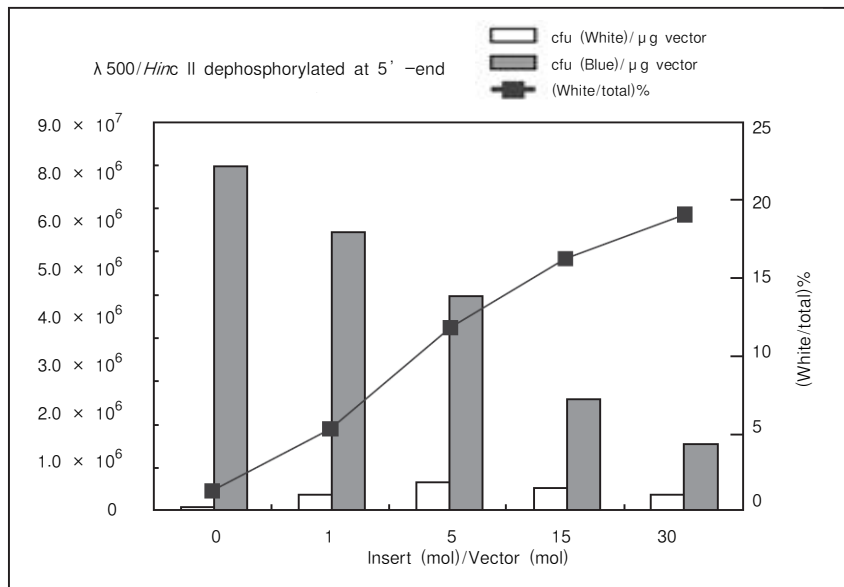 cfu (White)/μg vector
λ500/Hinc II dephosphorylated at 5' -end
cfu (Blue)/μg vector
(White/total)%
9.0 × 10⁷
8.0 × 10⁶
6.0 × 10⁶
5.0 × 10⁶
4.0 × 10⁶
3.0 × 10⁶
2.0 × 10⁶
1.0 × 10⁶
0
25
20
15
10
5
0
(White/total)%
0 1 5 15 30
Insert (mol)/Vector (mol)